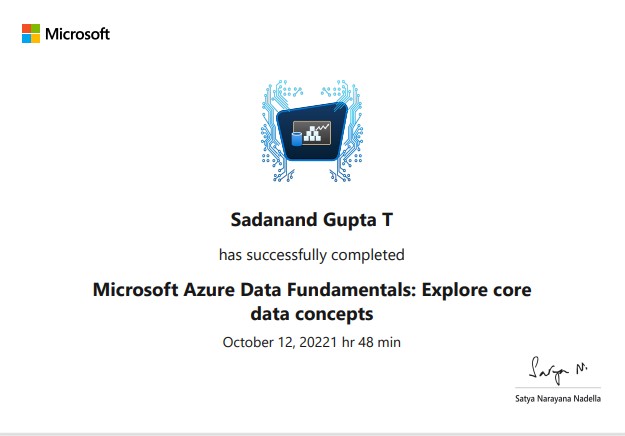 Microsoft
Sadanand Gupta T
has successfully completed
Microsoft Azure Data Fundamentals: Explore core
data concepts
October 12, 20221 hr 48 min
Satya N.
Satya Narayana Nadella